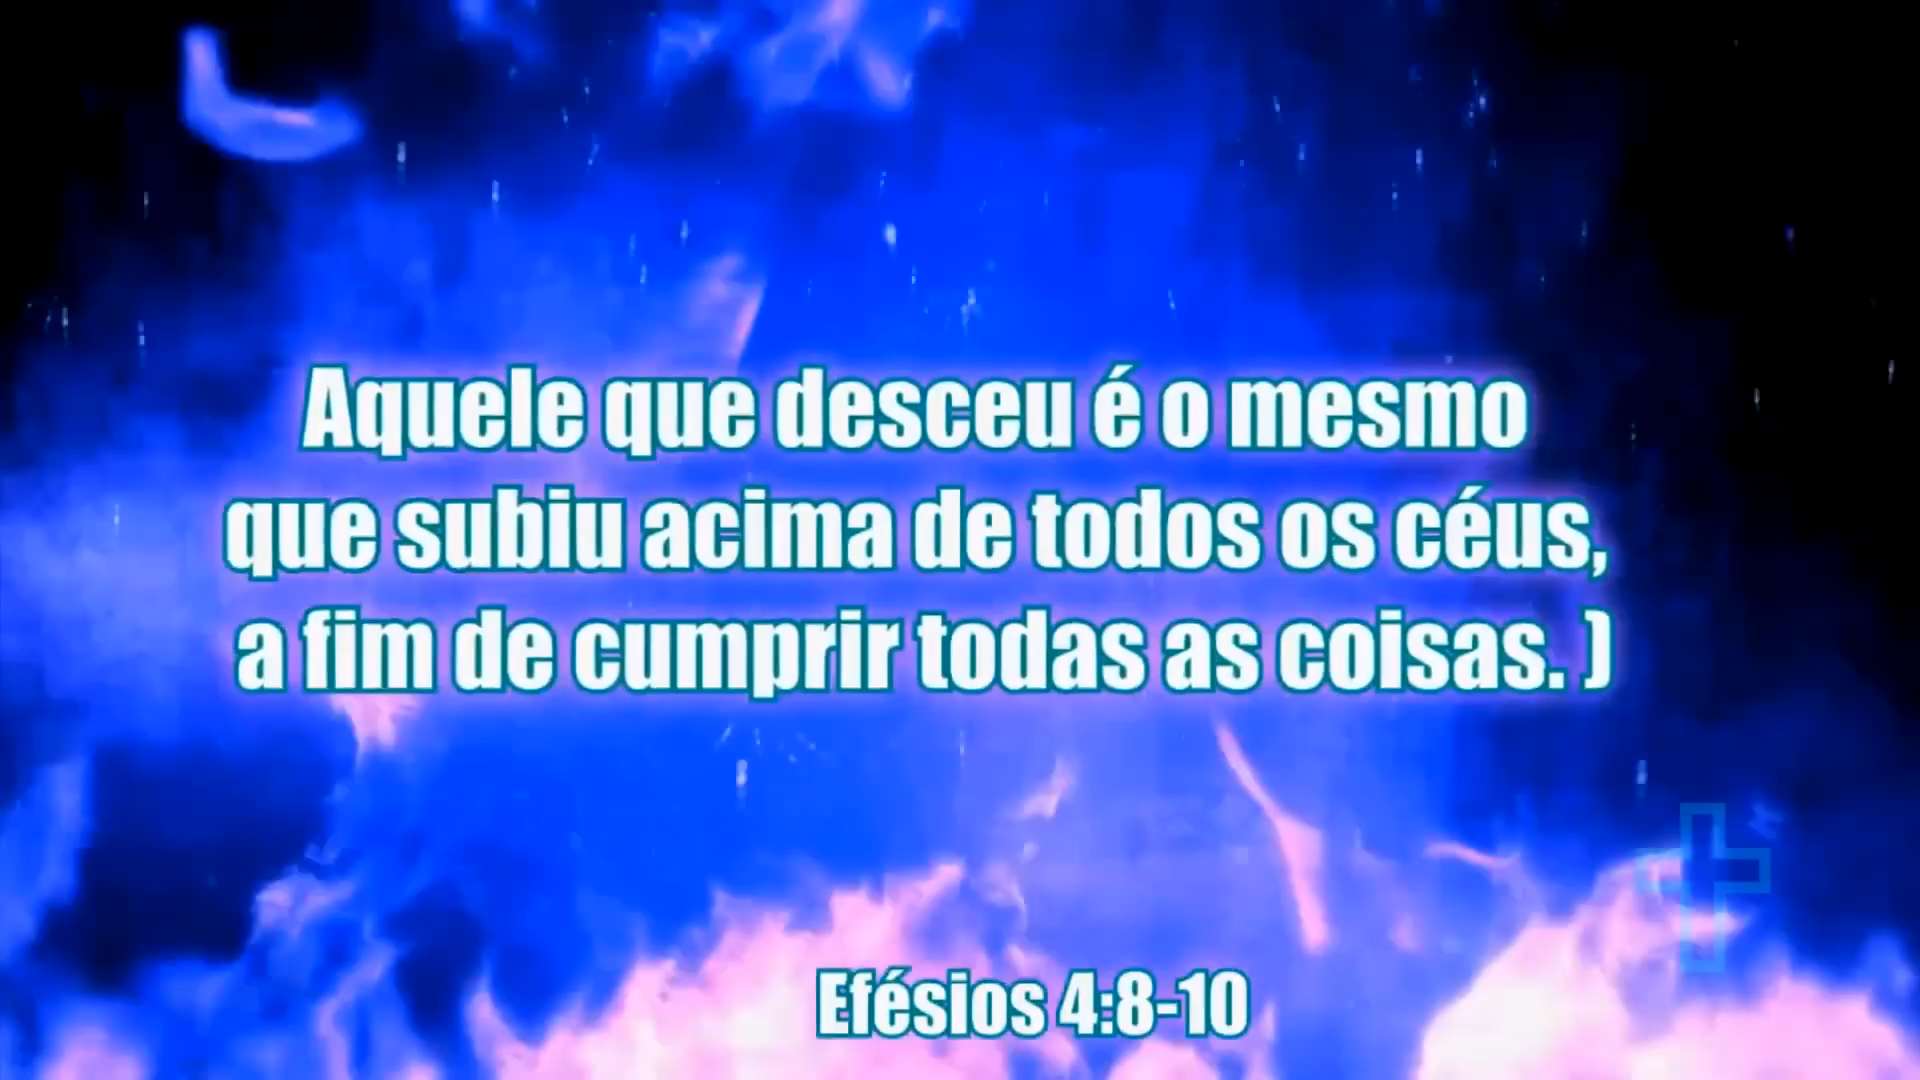 Aquele que desceu é o mesmo
que subiu acima de todos os céus,
a fim de cumprir todas as coisas. )
Efésios 4:8-10